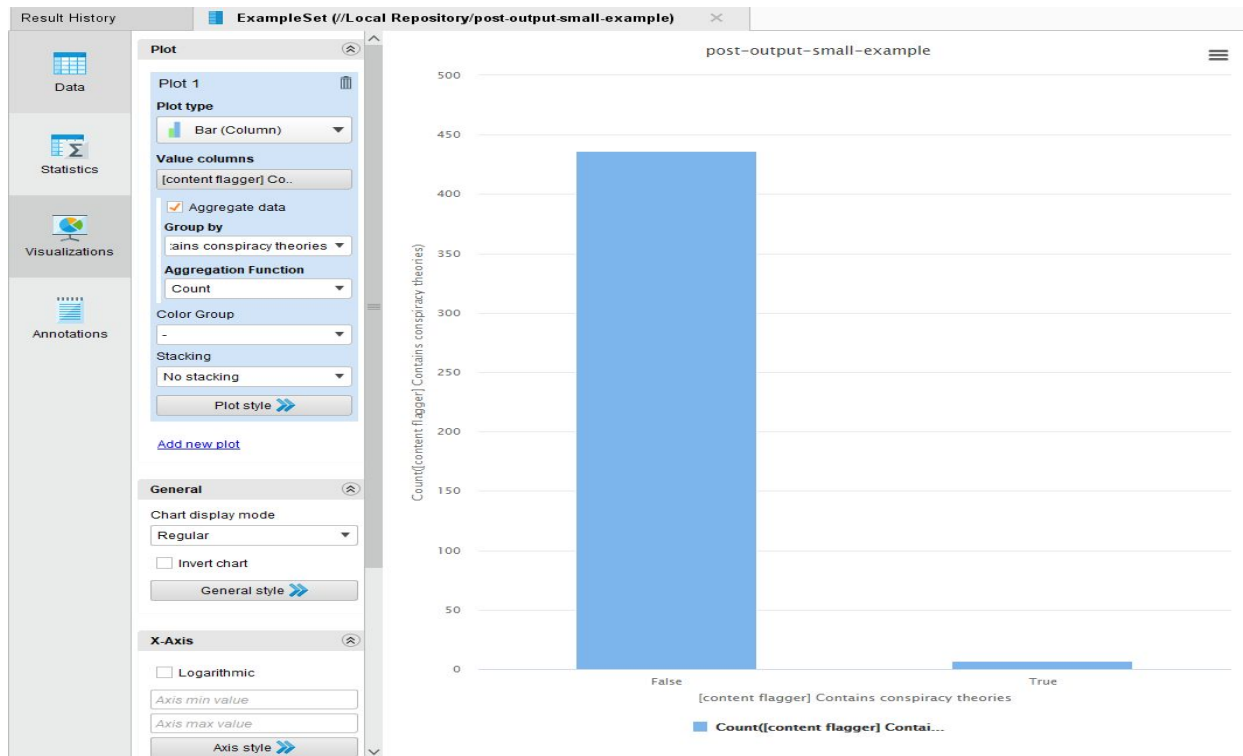 Result History
ExampleSet (//Local Repository/post-output-small-example)
Data
Statistics
Visualizations
Annotations
Plot
Plot 1
Plot type
Bar (Column)
Value columns
[content flagger] Co..
Aggregate data
Group by
:ains conspiracy theories
Aggregation Function
Count
Color Group
-
Stacking
No stacking
Plot style
Add new plot
General
Chart display mode
Regular
Invert chart
General style
X-Axis
Logarithmic
Axis min value
Axis max value
Axis style
post-output-small-example
Count([content flagger] Contains conspiracy theories)
500
450
400
350
300
250
200
150
100
50
0
False
True
[content flagger] Contains conspiracy theories
Count([content flagger] Contai...